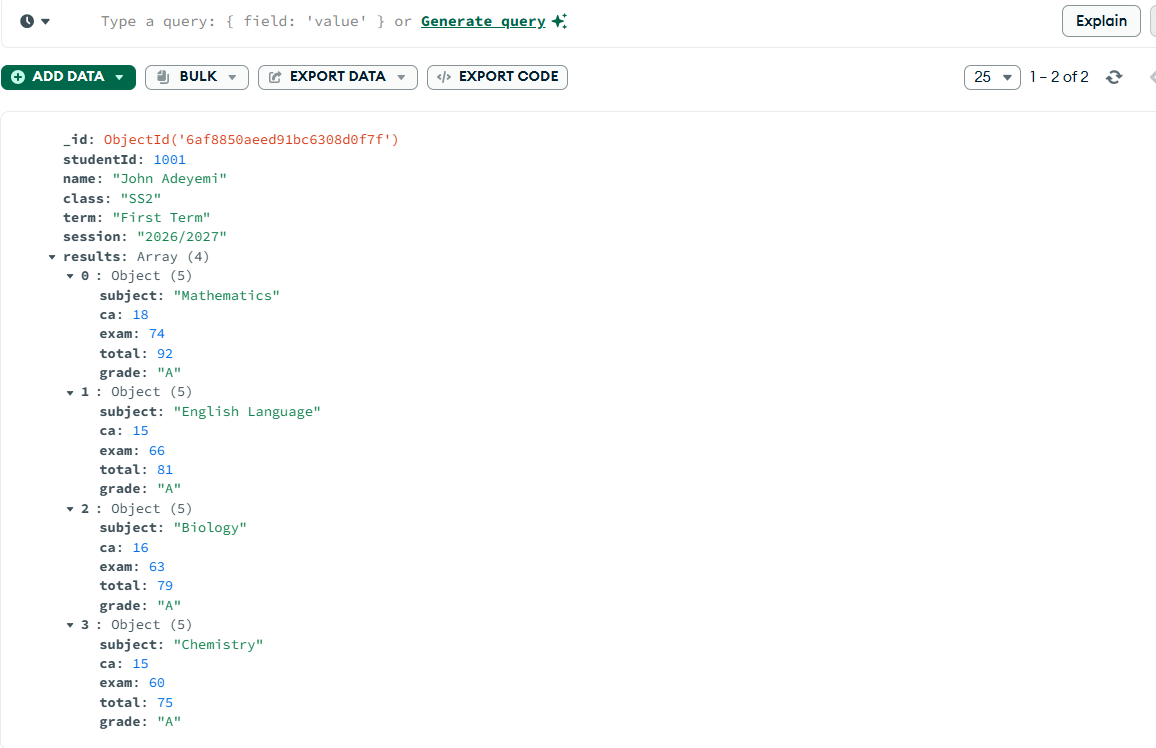 Type a query: { field: 'value' } or Generate query
Explain
ADD DATA
BULK
EXPORT DATA
</> EXPORT CODE
25
1 – 2 of 2
_id: ObjectId('6af8850aeed91bc6308d0f7f')
studentId: 1001
name: "John Adeyemi"
class: "SS2"
term: "First Term"
session: "2026/2027"
results: Array (4)
0 : Object (5)
subject: "Mathematics"
ca: 18
exam: 74
total: 92
grade: "A"
1 : Object (5)
subject: "English Language"
ca: 15
exam: 66
total: 81
grade: "A"
2 : Object (5)
subject: "Biology"
ca: 16
exam: 63
total: 79
grade: "A"
3 : Object (5)
subject: "Chemistry"
ca: 15
exam: 60
total: 75
grade: "A"